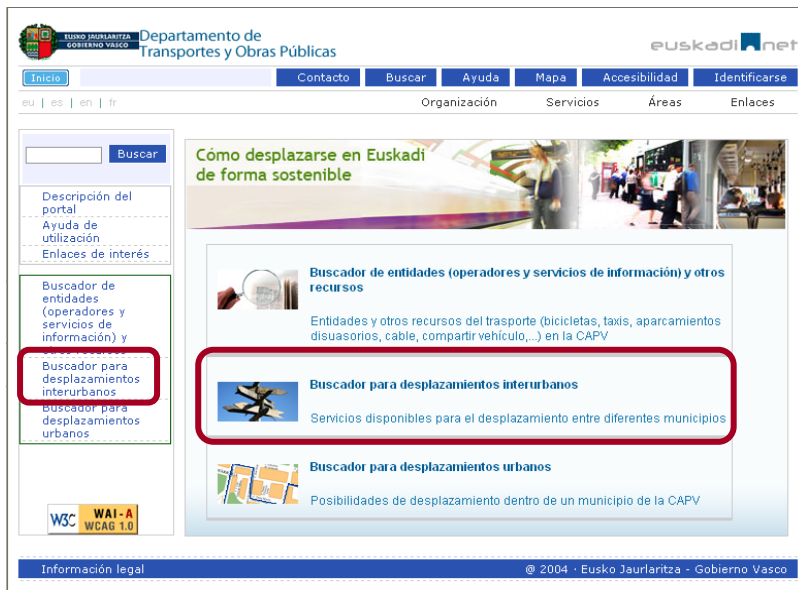 EUSKO JAURLARITZA
GOBIERNO VASCO
Departamento de
Transportes y Obras Públicas
euskadi net
Inicio
Contacto Buscar Ayuda Mapa Accesibilidad Identificarse
eu | es | en | fr
Organización Servicios Áreas Enlaces
Buscar
Descripción del
portal
Ayuda de
utilización
Enlaces de interés
Buscador de
entidades
(operadores y
servicios de
información) y
otros recursos
Buscador para
desplazamientos
interurbanos
Buscador para
desplazamientos
urbanos
W3C WAI-A
WCAG 1.0
Cómo desplazarse en Euskadi
de forma sostenible
Buscador de entidades (operadores y servicios de información) y otros
recursos
Entidades y otros recursos del trasporte (bicicletas, taxis, aparcamientos
disuasorios, cable, compartir vehículo,...) en la CAPV
Buscador para desplazamientos interurbanos
Servicios disponibles para el desplazamiento entre diferentes municipios
Buscador para desplazamientos urbanos
Posibilidades de desplazamiento dentro de un municipio de la CAPV
Información legal
@ 2004 · Eusko Jaurlaritza - Gobierno Vasco